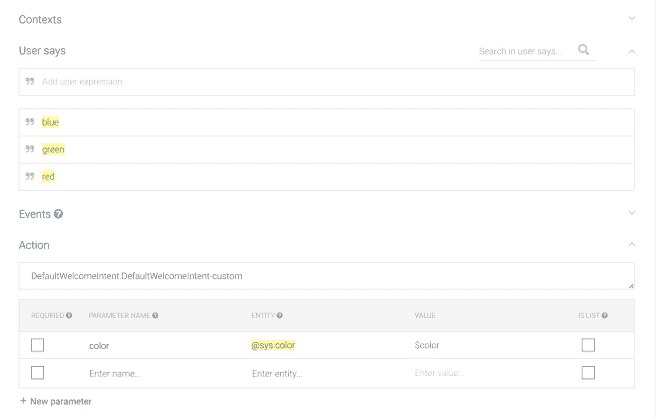 Contexts
User says
Search in user says...
Add user expression
blue
green
red
Events
Action
DefaultWelcomeIntent.DefaultWelcomeIntent-custom
REQUIRED PARAMETER NAME ENTITY VALUE IS LIST
color @sys.color $color
Enter name... Enter entity... Enter value...
+ New parameter